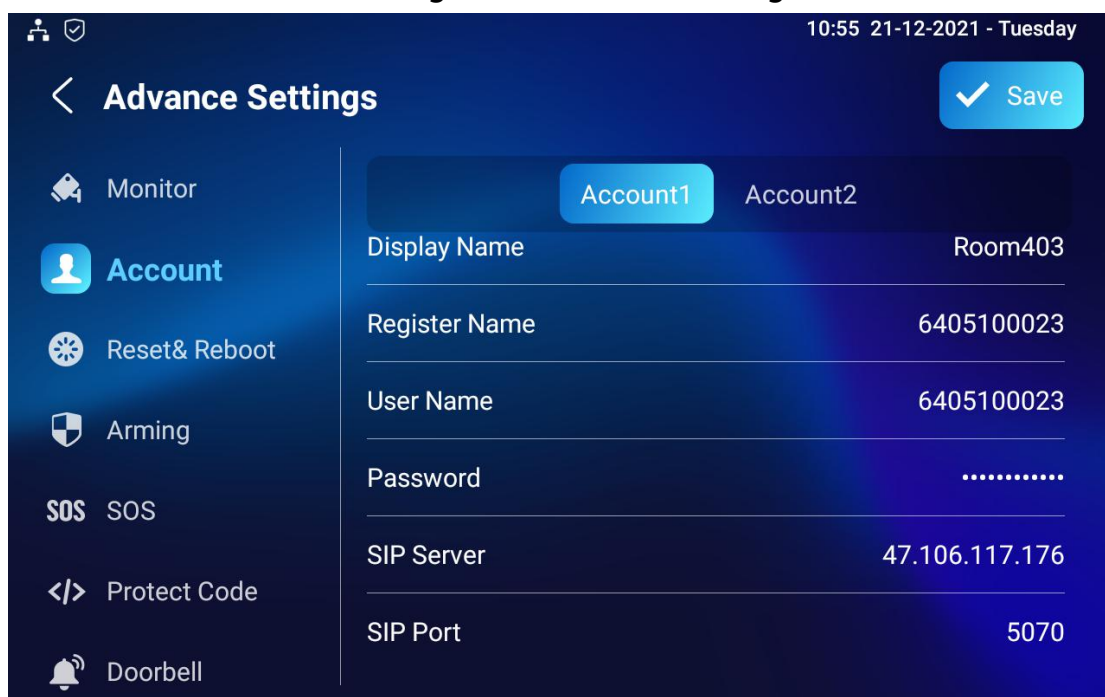 10:55 21-12-2021 - Tuesday
Advance Settings
Save
Monitor
Account
Reset& Reboot
Arming
SOS SOS
</> Protect Code
Doorbell
Account1 Account2
Display Name Room403
Register Name 6405100023
User Name 6405100023
Password ••••••••••••
SIP Server 47.106.117.176
SIP Port 5070